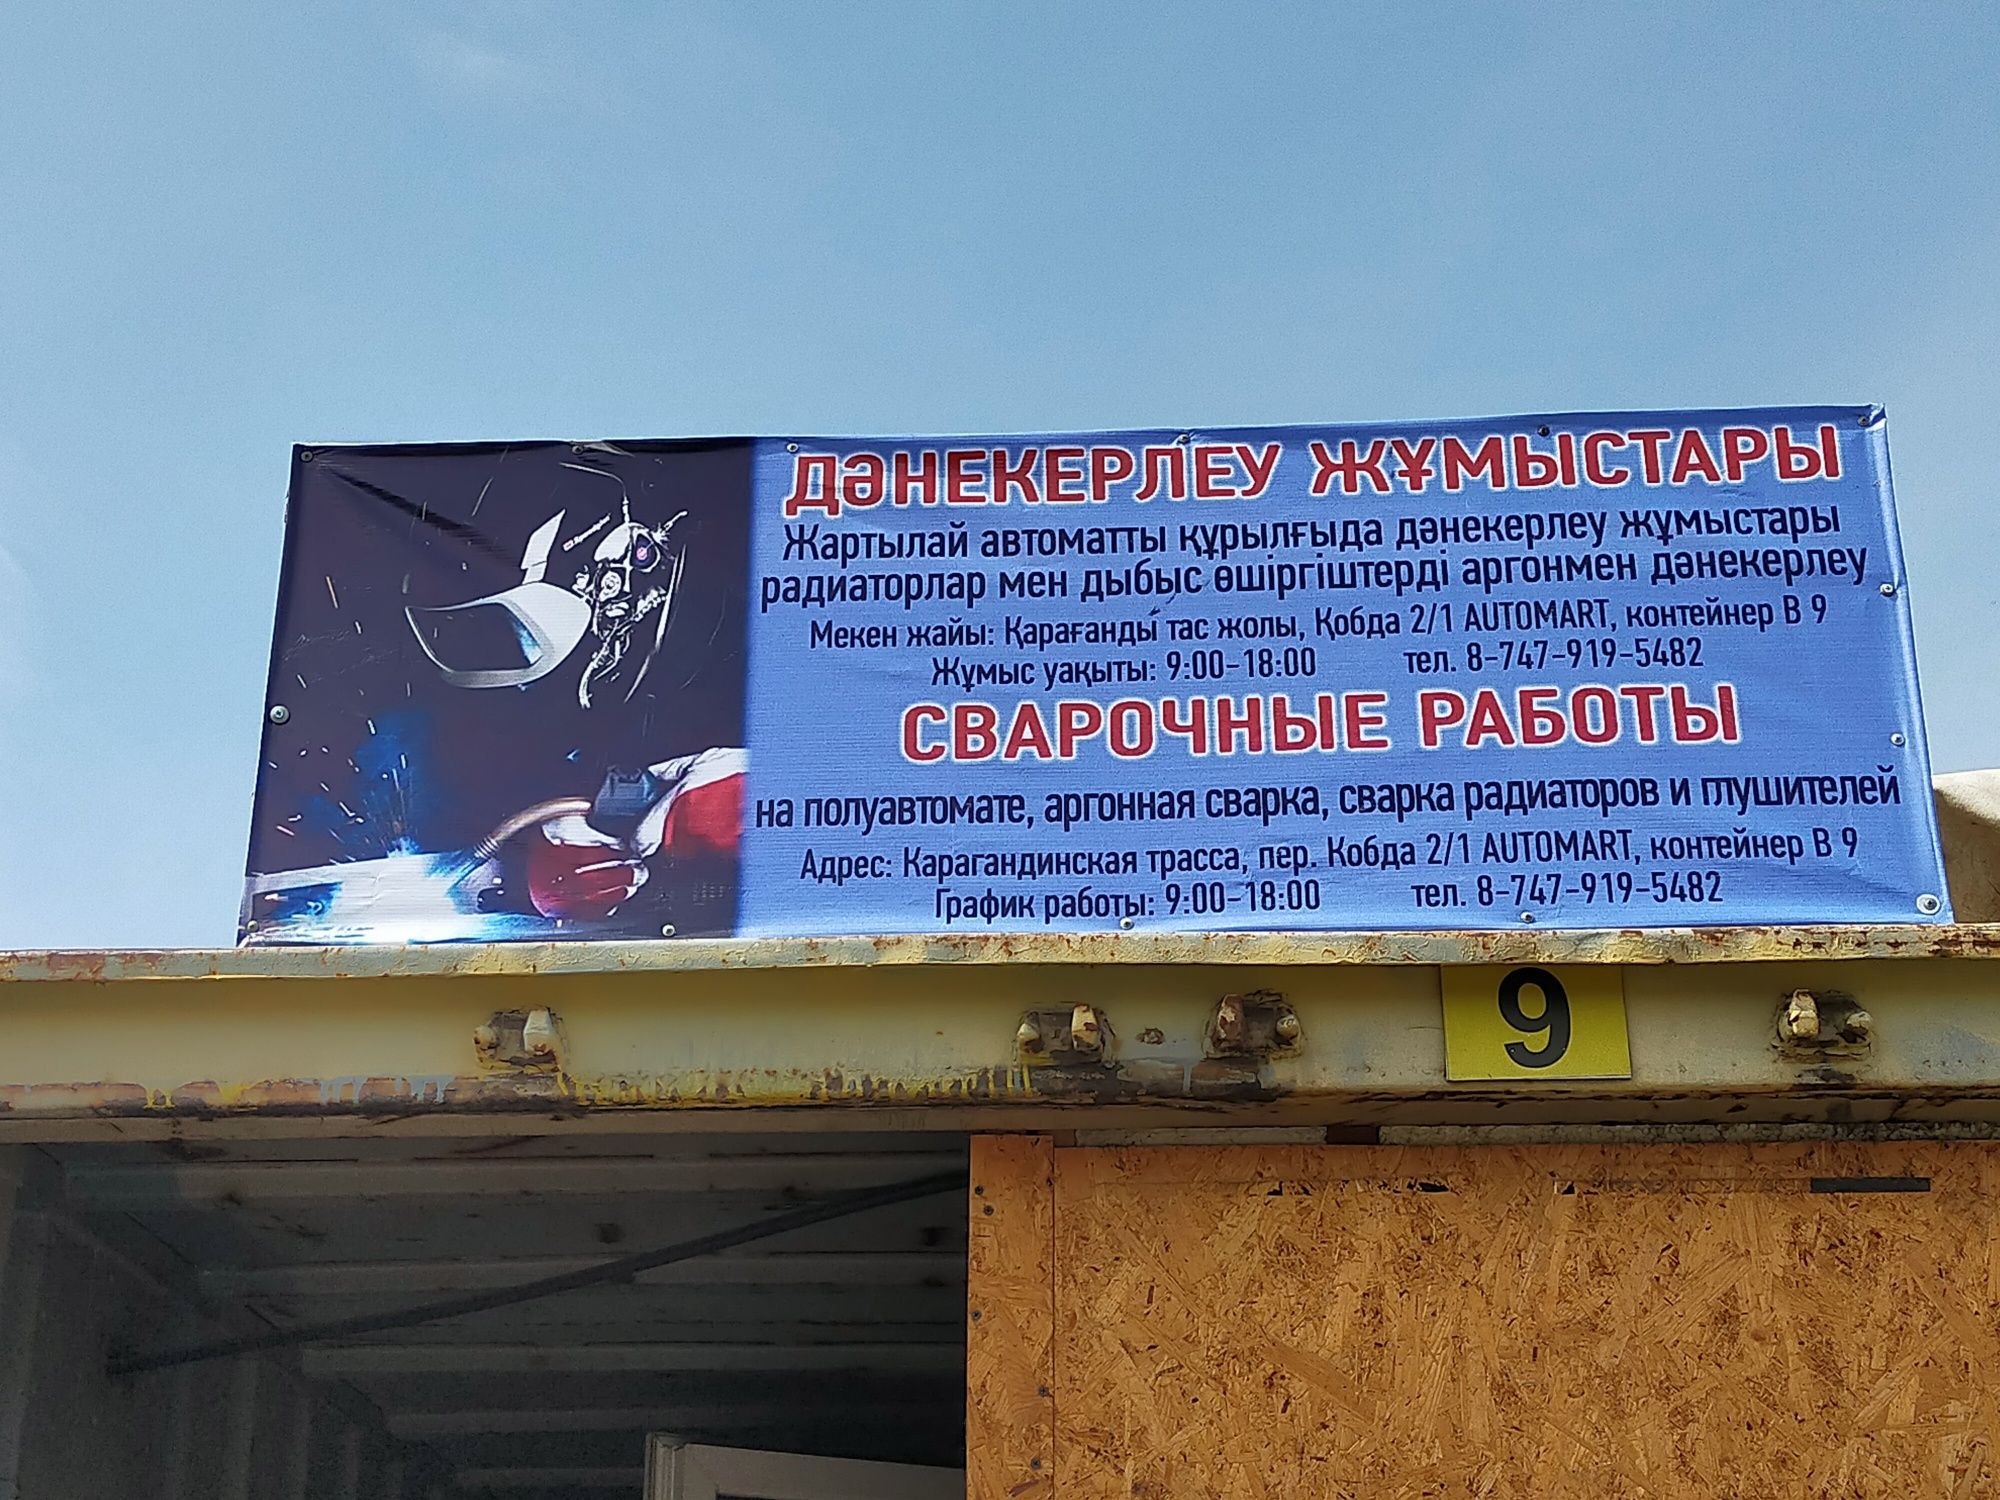 ДӘНЕКЕРЛЕУ ЖҰМЫСТАРЫ
Жартылай автоматты құрылғыда дәнекерлеу жұмыстары
радиаторлар мен дыбыс өшіргіштерді аргонмен дәнекерлеу
Мекен жайы: Қарағанды тас жолы, Қобда 2/1 AUTOMART, контейнер В 9
Жұмыс уақыты: 9:00-18:00 тел. 8-747-919-5482
СВАРОЧНЫЕ РАБОТЫ
на полуавтомате, аргонная сварка, сварка радиаторов и глушителей
Адрес: Карагандинская трасса, пер. Кобда 2/1 AUTOMART, контейнер В 9
График работы: 9:00-18:00 тел. 8-747-919-5482
9